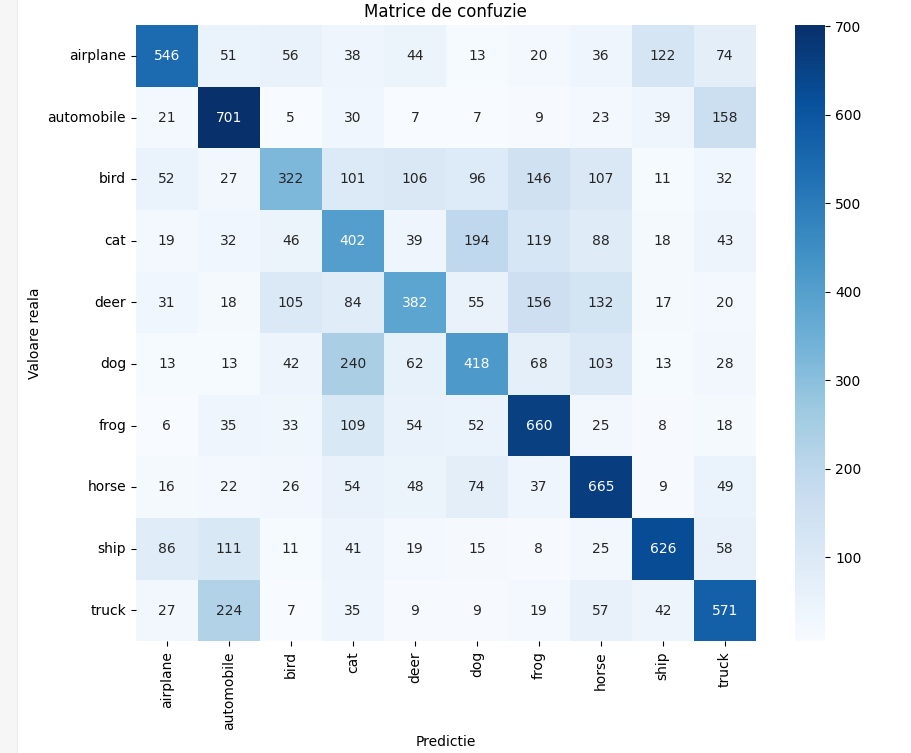 Matrice de confuzie
airplane 546 51 56 38 44 13 20 36 122 74
automobile 21 701 5 30 7 7 9 23 39 158
bird 52 27 322 101 106 96 146 107 11 32
cat 19 32 46 402 39 194 119 88 18 43
deer 31 18 105 84 382 55 156 132 17 20
dog 13 13 42 240 62 418 68 103 13 28
frog 6 35 33 109 54 52 660 25 8 18
horse 16 22 26 54 48 74 37 665 9 49
ship 86 111 11 41 19 15 8 25 626 58
truck 27 224 7 35 9 9 19 57 42 571
Valoare reala
airplane automobile bird cat deer dog frog horse ship truck
Predictie
700
600
500
400
300
200
100